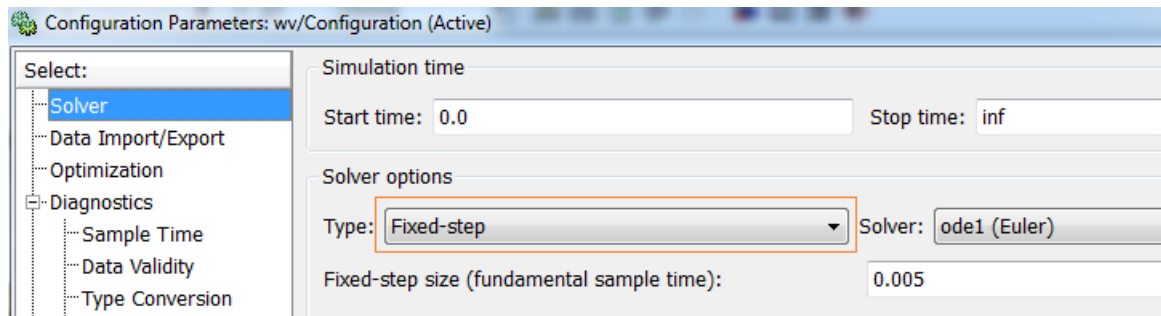 Configuration Parameters: wv/Configuration (Active)
Select:
Solver
Data Import/Export
Optimization
Diagnostics
Sample Time
Data Validity
Type Conversion
Simulation time
Start time: 0.0 Stop time: inf
Solver options
Type: Fixed-step Solver: ode1 (Euler)
Fixed-step size (fundamental sample time): 0.005